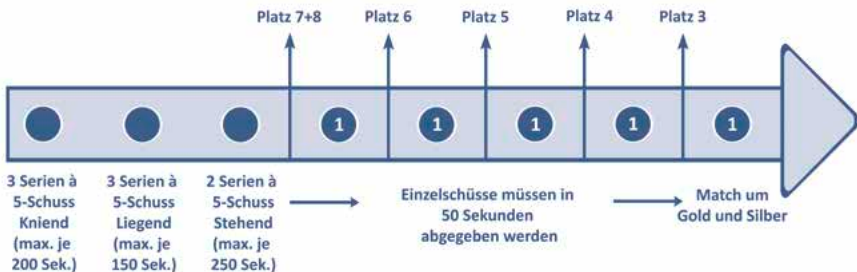 Platz 7+8
Platz 6
Platz 5
Platz 4
Platz 3
1
1
1
1
1
3 Serien à
5-Schuss
Kniend
(max. je
200 Sek.)
3 Serien à
5-Schuss
Liegend
(max. je
150 Sek.)
2 Serien à
5-Schuss
Stehend
(max. je
250 Sek.)
Einzelschüsse müssen in
50 Sekunden
abgegeben werden
Match um
Gold und Silber